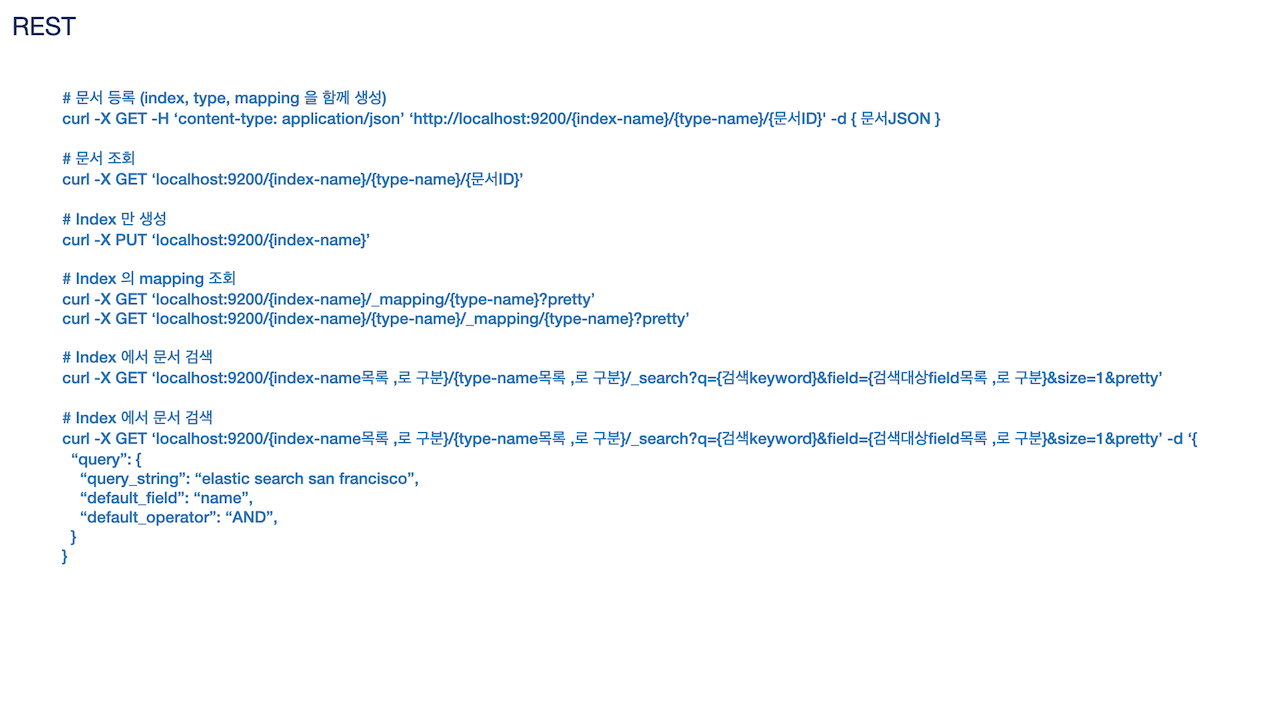 REST
# 문서 등록 (index, type, mapping 을 함께 생성)
curl -X GET -H ‘content-type: application/json’ ‘http://localhost:9200/{index-name}/{type-name}/{문서ID}' -d { 문서JSON }
# 문서 조회
curl -X GET ‘localhost:9200/{index-name}/{type-name}/{문서ID}’
# Index 만 생성
curl -X PUT ‘localhost:9200/{index-name}’
# Index 의 mapping 조회
curl -X GET ‘localhost:9200/{index-name}/_mapping/{type-name}?pretty’
curl -X GET ‘localhost:9200/{index-name}/{type-name}/_mapping/{type-name}?pretty’
# Index 에서 문서 검색
curl -X GET ‘localhost:9200/{index-name목록 ,로 구분}/{type-name목록 ,로 구분}/_search?q={검색keyword}&field={검색대상field목록 ,로 구분}&size=1&pretty’
# Index 에서 문서 검색
curl -X GET ‘localhost:9200/{index-name목록 ,로 구분}/{type-name목록 ,로 구분}/_search?q={검색keyword}&field={검색대상field목록 ,로 구분}&size=1&pretty’ -d ‘{
“query”: {
“query_string”: “elastic search san francisco”,
“default_field”: “name”,
“default_operator”: “AND”,
}
}